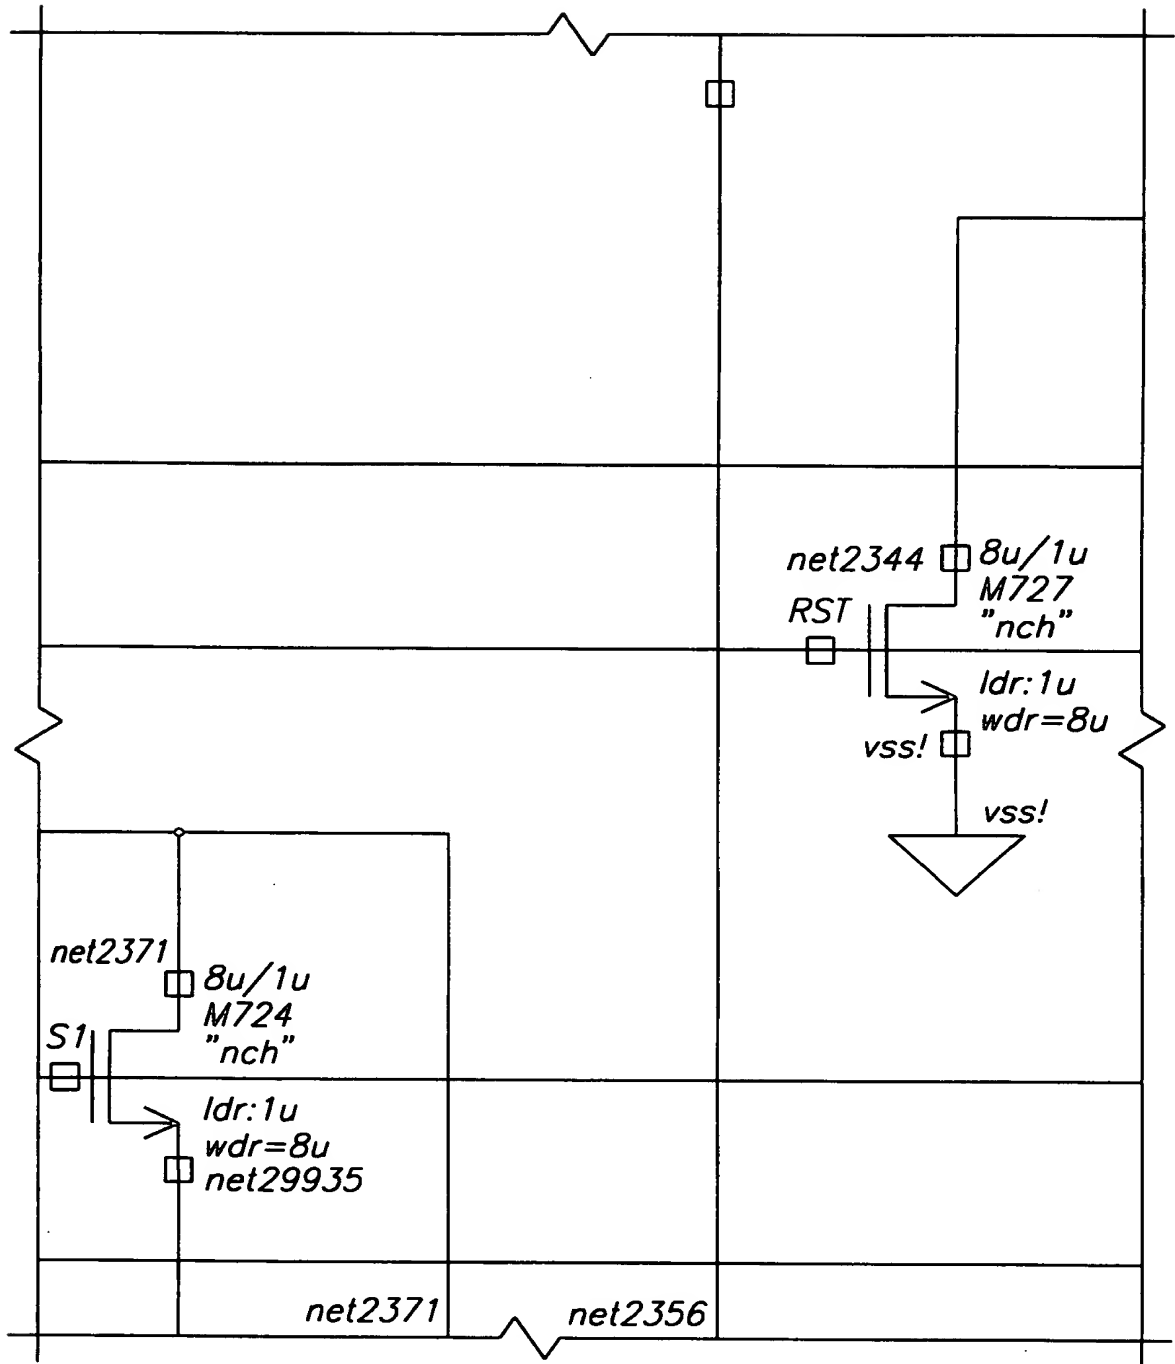 net2344
8u/1u
M727
"nch"
RST
ldr:1u
wdr=8u
vss!
vss!
net2371
8u/1u
M724
"nch"
S1
ldr:1u
wdr=8u
net29935
net2371
net2356